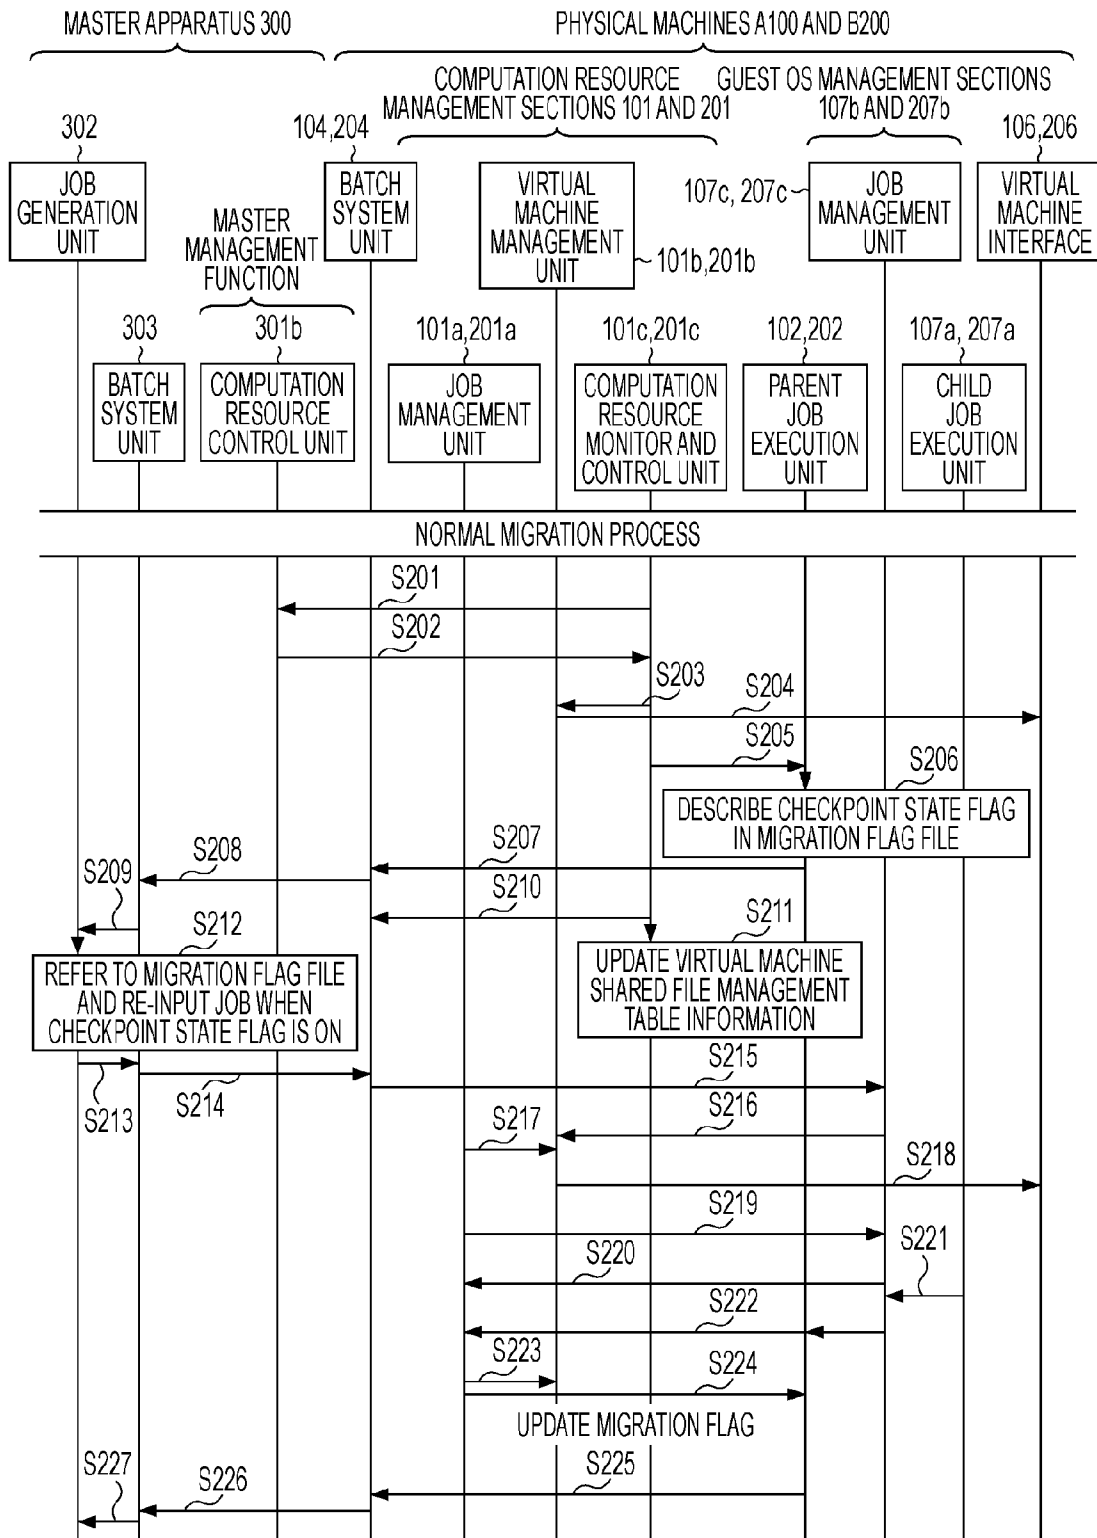 MASTER APPARATUS 300
PHYSICAL MACHINES A100 AND B200
COMPUTATION RESOURCE
MANAGEMENT SECTIONS 101 AND 201
GUEST OS MANAGEMENT SECTIONS
107b AND 207b
302
JOB
GENERATION
UNIT
MASTER
MANAGEMENT
FUNCTION
104,204
BATCH
SYSTEM
UNIT
VIRTUAL
MACHINE
MANAGEMENT
UNIT
101b,201b
107c, 207c
JOB
MANAGEMENT
UNIT
106,206
VIRTUAL
MACHINE
INTERFACE
303
BATCH
SYSTEM
UNIT
301b
COMPUTATION
RESOURCE
CONTROL UNIT
101a,201a
JOB
MANAGEMENT
UNIT
101c,201c
COMPUTATION
RESOURCE
MONITOR AND
CONTROL UNIT
102,202
PARENT
JOB
EXECUTION
UNIT
107a, 207a
CHILD
JOB
EXECUTION
UNIT
NORMAL MIGRATION PROCESS
S201
S202
S203
S204
S205
S206
DESCRIBE CHECKPOINT STATE FLAG
IN MIGRATION FLAG FILE
S207
S208
S209
S210
S211
UPDATE VIRTUAL MACHINE
SHARED FILE MANAGEMENT
TABLE INFORMATION
S212
REFER TO MIGRATION FLAG FILE
AND RE-INPUT JOB WHEN
CHECKPOINT STATE FLAG IS ON
S213
S214
S215
S216
S217
S218
S219
S220
S221
S222
S223
S224
UPDATE MIGRATION FLAG
S225
S226
S227